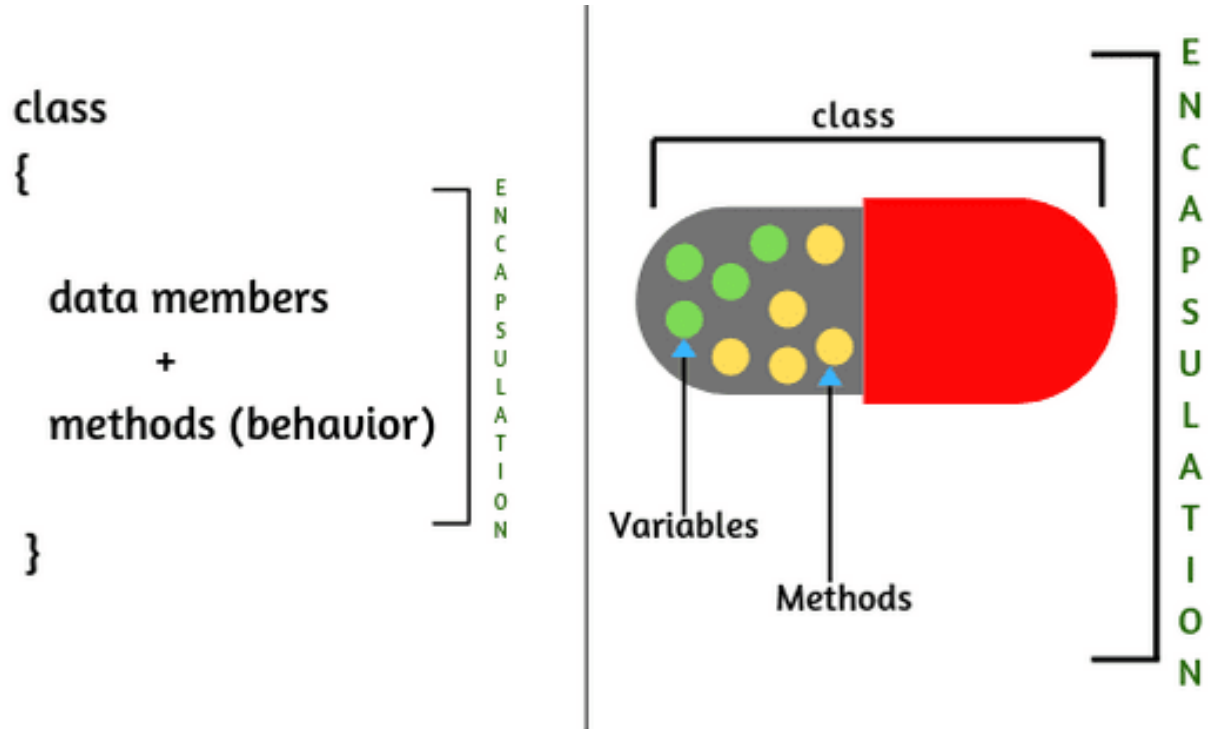 class
{
data members
+
methods (behavior)
}
ENCAPSULATION
class
Variables
Methods
ENCAPSULATION